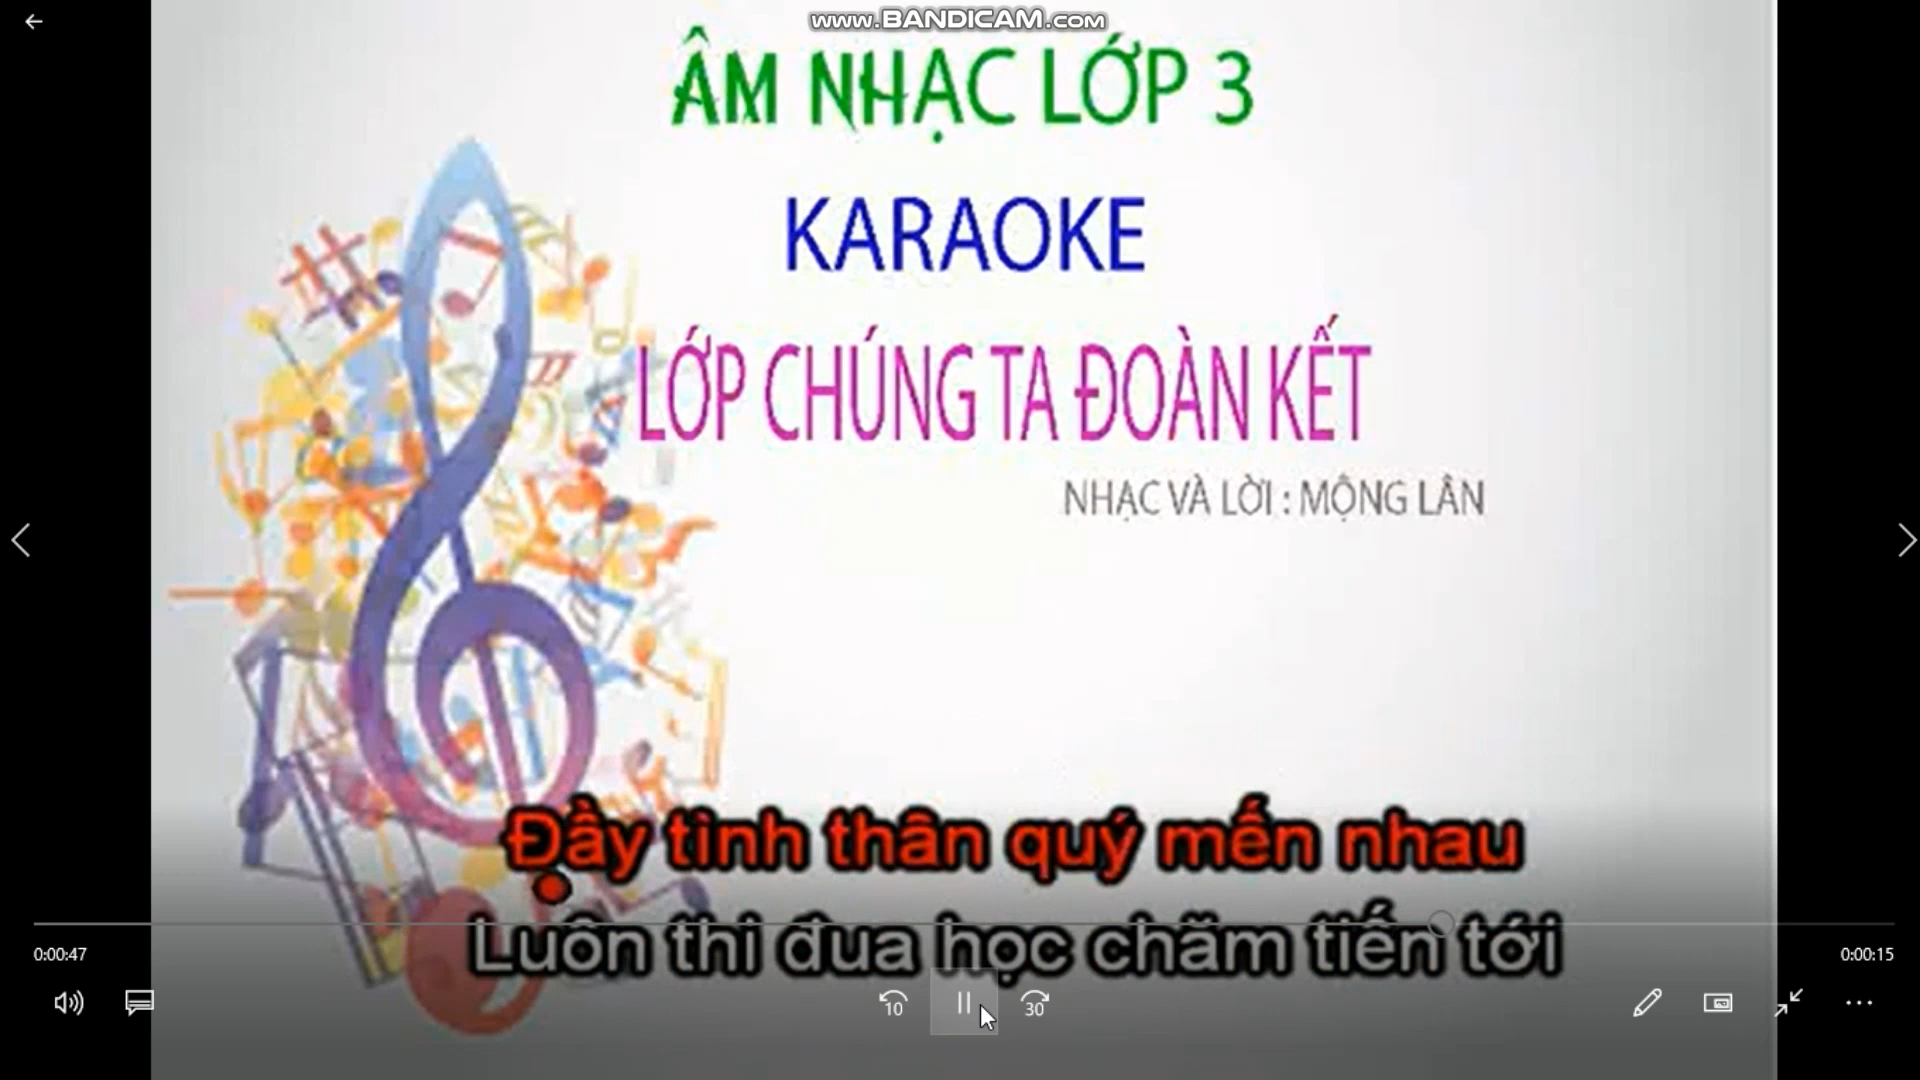 www.BANDICAM.com
ÂM NHẠC LỚP 3
KARAOKE
LỚP CHÚNG TA ĐOÀN KẾT
NHẠC VÀ LỜI : MỘNG LÂN
Đầy tình thân quý mến nhau
Luôn thi đua học chăm tiến tới
0:00:47
0:00:15
10
30